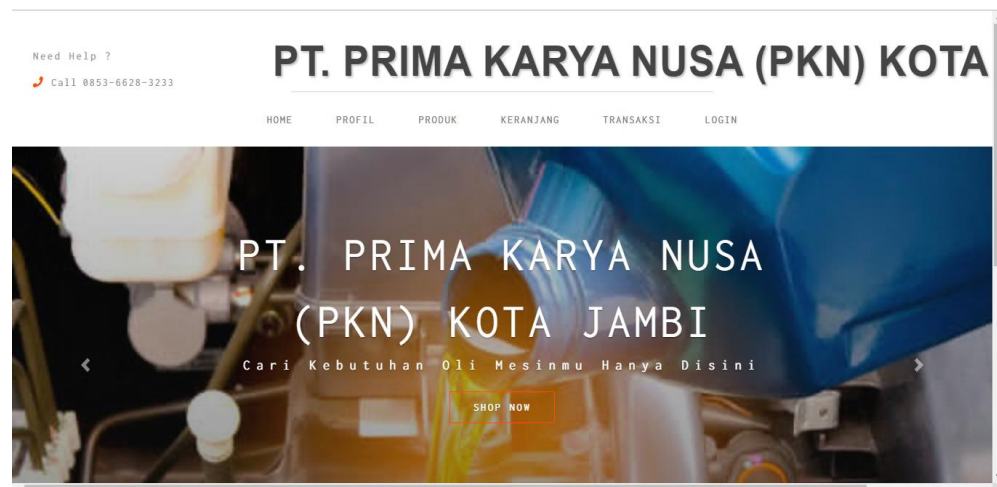 Need Help ?
Call 0853-6628-3233
PT. PRIMA KARYA NUSA (PKN) KOTA
HOME PROFIL PRODUK KERANJANG TRANSAKSI LOGIN
PT. PRIMA KARYA NUSA
(PKN) KOTA JAMBI
Cari Kebutuhan Oli Mesinmu Hanya Disini
SHOP NOW